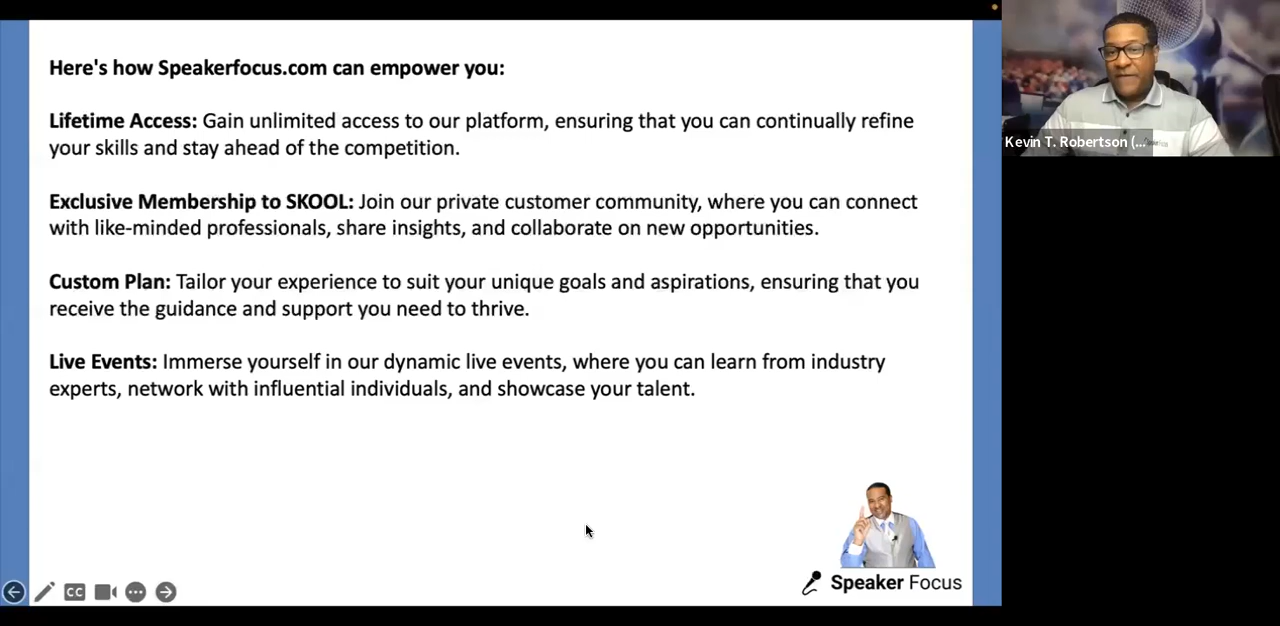 Here's how Speakerfocus.com can empower you:
Lifetime Access: Gain unlimited access to our platform, ensuring that you can continually refine
your skills and stay ahead of the competition.
Exclusive Membership to SKOOL: Join our private customer community, where you can connect
with like-minded professionals, share insights, and collaborate on new opportunities.
Custom Plan: Tailor your experience to suit your unique goals and aspirations, ensuring that you
receive the guidance and support you need to thrive.
Live Events: Immerse yourself in our dynamic live events, where you can learn from industry
experts, network with influential individuals, and showcase your talent.
Speaker Focus
CC
Kevin T. Robertson (...